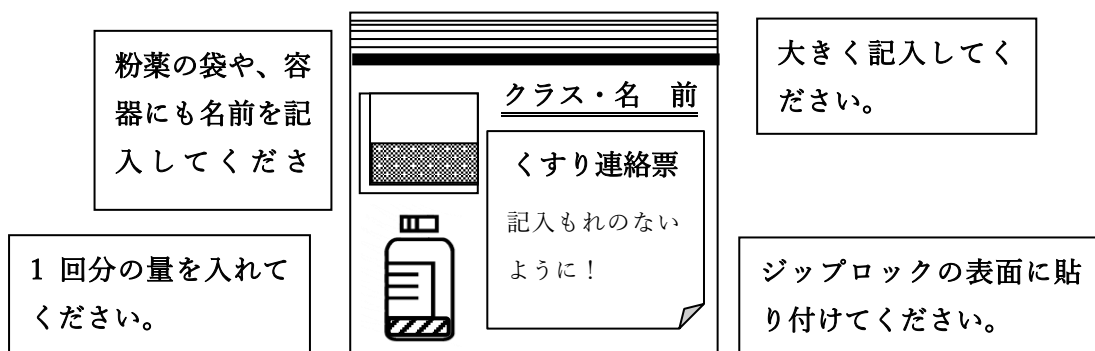 粉薬の袋や、容
器にも名前を記
入してくださ
大きく記入してく
ださい。
クラス・名　前
くすり連絡票
記入もれのない
ように！
1 回分の量を入れて
ください。
ジップロックの表面に貼
り付けてください。